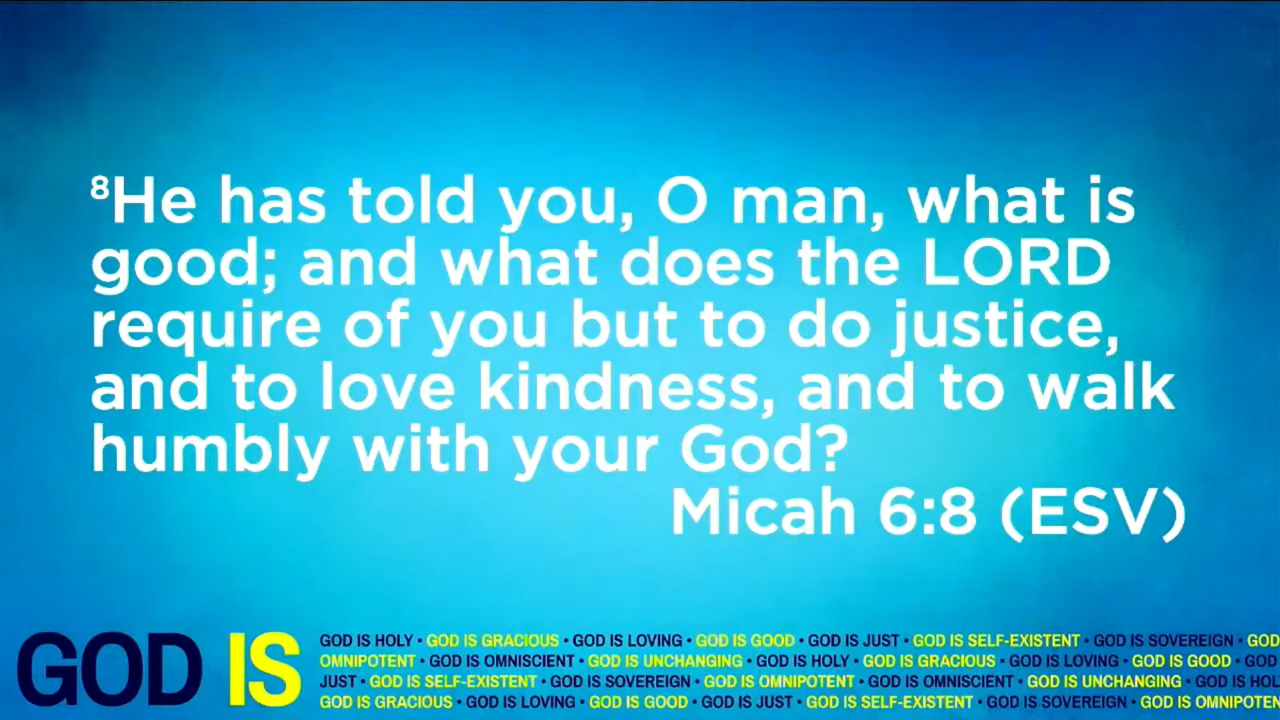 ⁸He has told you, O man, what is
good; and what does the LORD
require of you but to do justice,
and to love kindness, and to walk
humbly with your God?
Micah 6:8 (ESV)
GOD IS
GOD IS HOLY • GOD IS GRACIOUS • GOD IS LOVING • GOD IS GOOD • GOD IS JUST • GOD IS SELF-EXISTENT • GOD IS SOVEREIGN • GOD
OMNIPOTENT • GOD IS OMNISCIENT • GOD IS UNCHANGING • GOD IS HOLY • GOD IS GRACIOUS • GOD IS LOVING • GOD IS GOOD • GOD
JUST • GOD IS SELF-EXISTENT • GOD IS SOVEREIGN • GOD IS OMNIPOTENT • GOD IS OMNISCIENT • GOD IS UNCHANGING • GOD IS HOL
GOD IS GRACIOUS • GOD IS LOVING • GOD IS GOOD • GOD IS JUST • GOD IS SELF-EXISTENT • GOD IS SOVEREIGN • GOD IS OMNIPOTEN